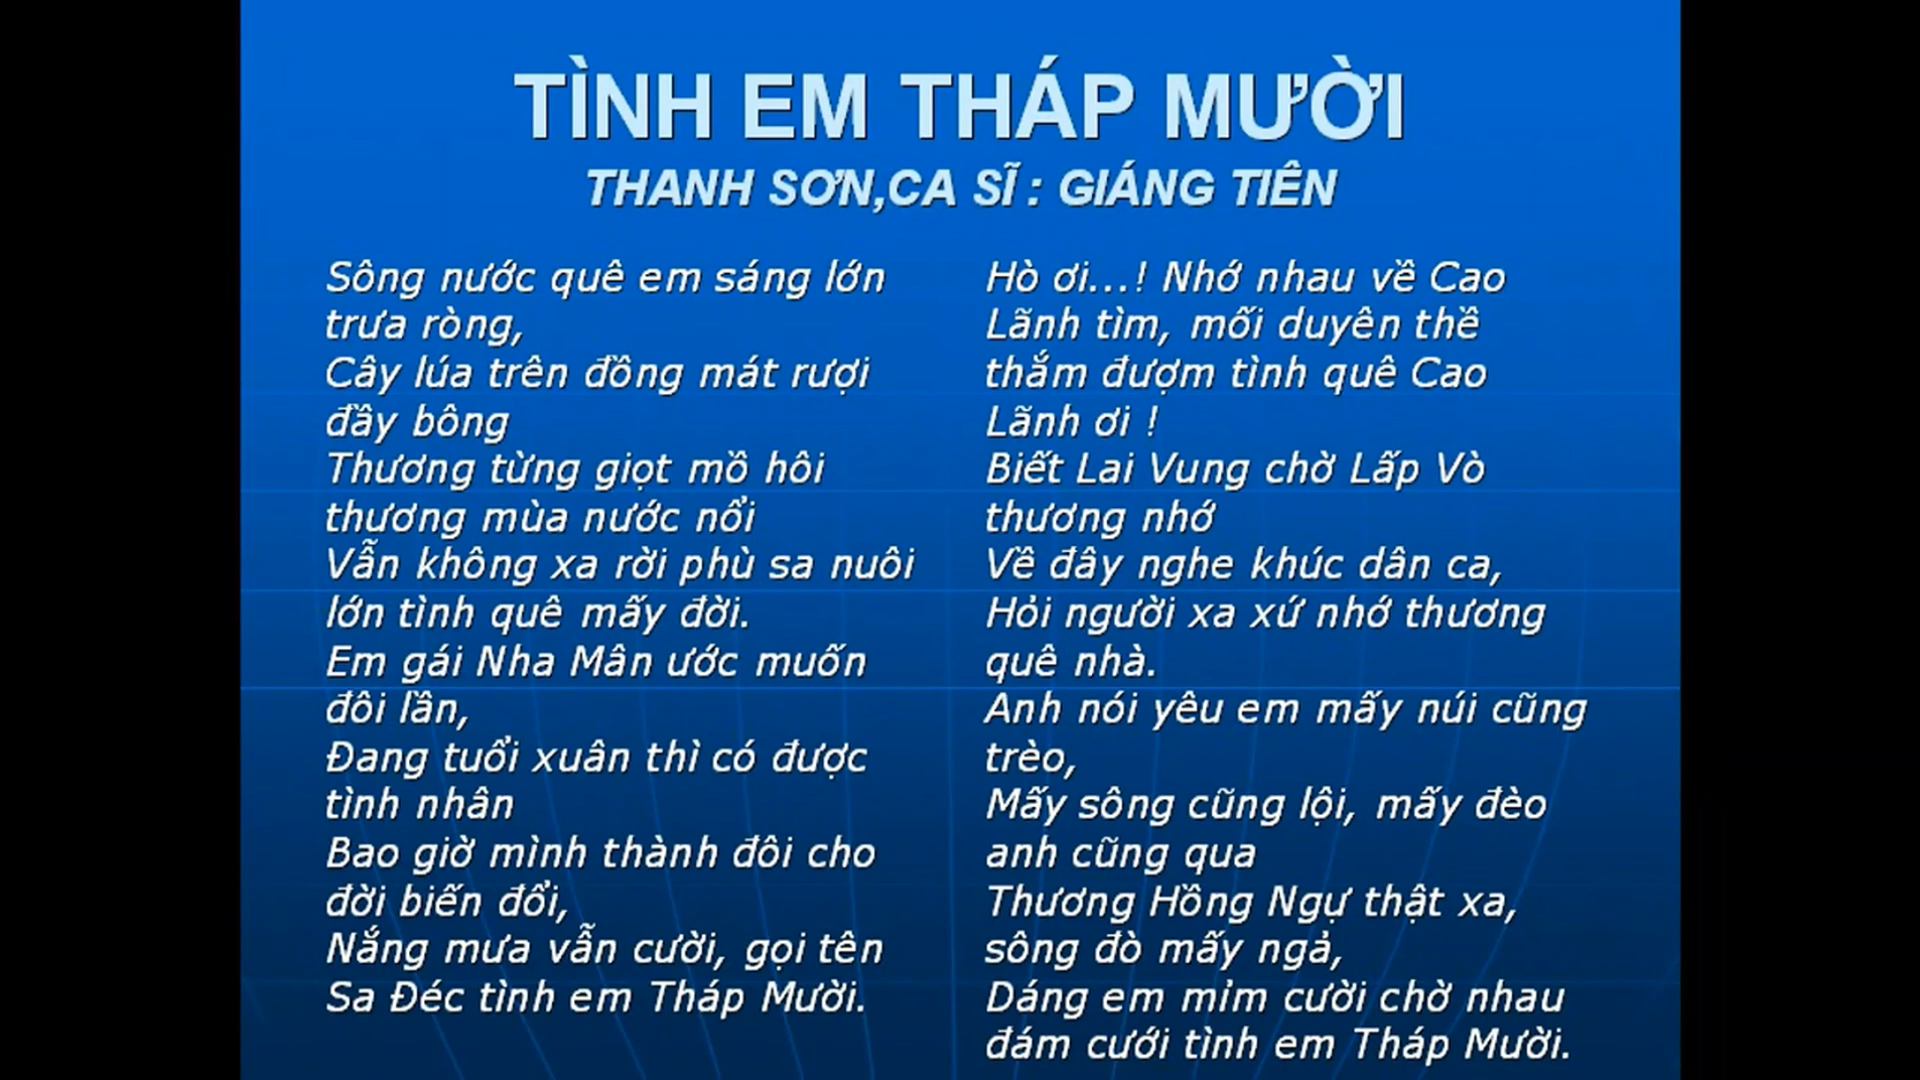 TÌNH EM THÁP MƯỜI
THANH SƠN,CA SĨ : GIÁNG TIÊN
Sông nước quê em sáng lớn
trưa ròng,
Cây lúa trên đồng mát rượi
đầy bông
Thương từng giọt mồ hôi
thương mùa nước nổi
Vẫn không xa rời phù sa nuôi
lớn tình quê mấy đời.
Em gái Nha Mân ước muốn
đôi lần,
Đang tuổi xuân thì có được
tình nhân
Bao giờ mình thành đôi cho
đời biến đổi,
Nắng mưa vẫn cười, gọi tên
Sa Đéc tình em Tháp Mười.
Hò ơi...! Nhớ nhau về Cao
Lãnh tìm, mối duyên thề
thắm đượm tình quê Cao
Lãnh ơi !
Biết Lai Vung chờ Lấp Vò
thương nhớ
Về đây nghe khúc dân ca,
Hỏi người xa xứ nhớ thương
quê nhà.
Anh nói yêu em mấy núi cũng
trèo,
Mấy sông cũng lội, mấy đèo
anh cũng qua
Thương Hồng Ngự thật xa,
sông đò mấy ngả,
Dáng em mỉm cười chờ nhau
đám cưới tình em Tháp Mười.